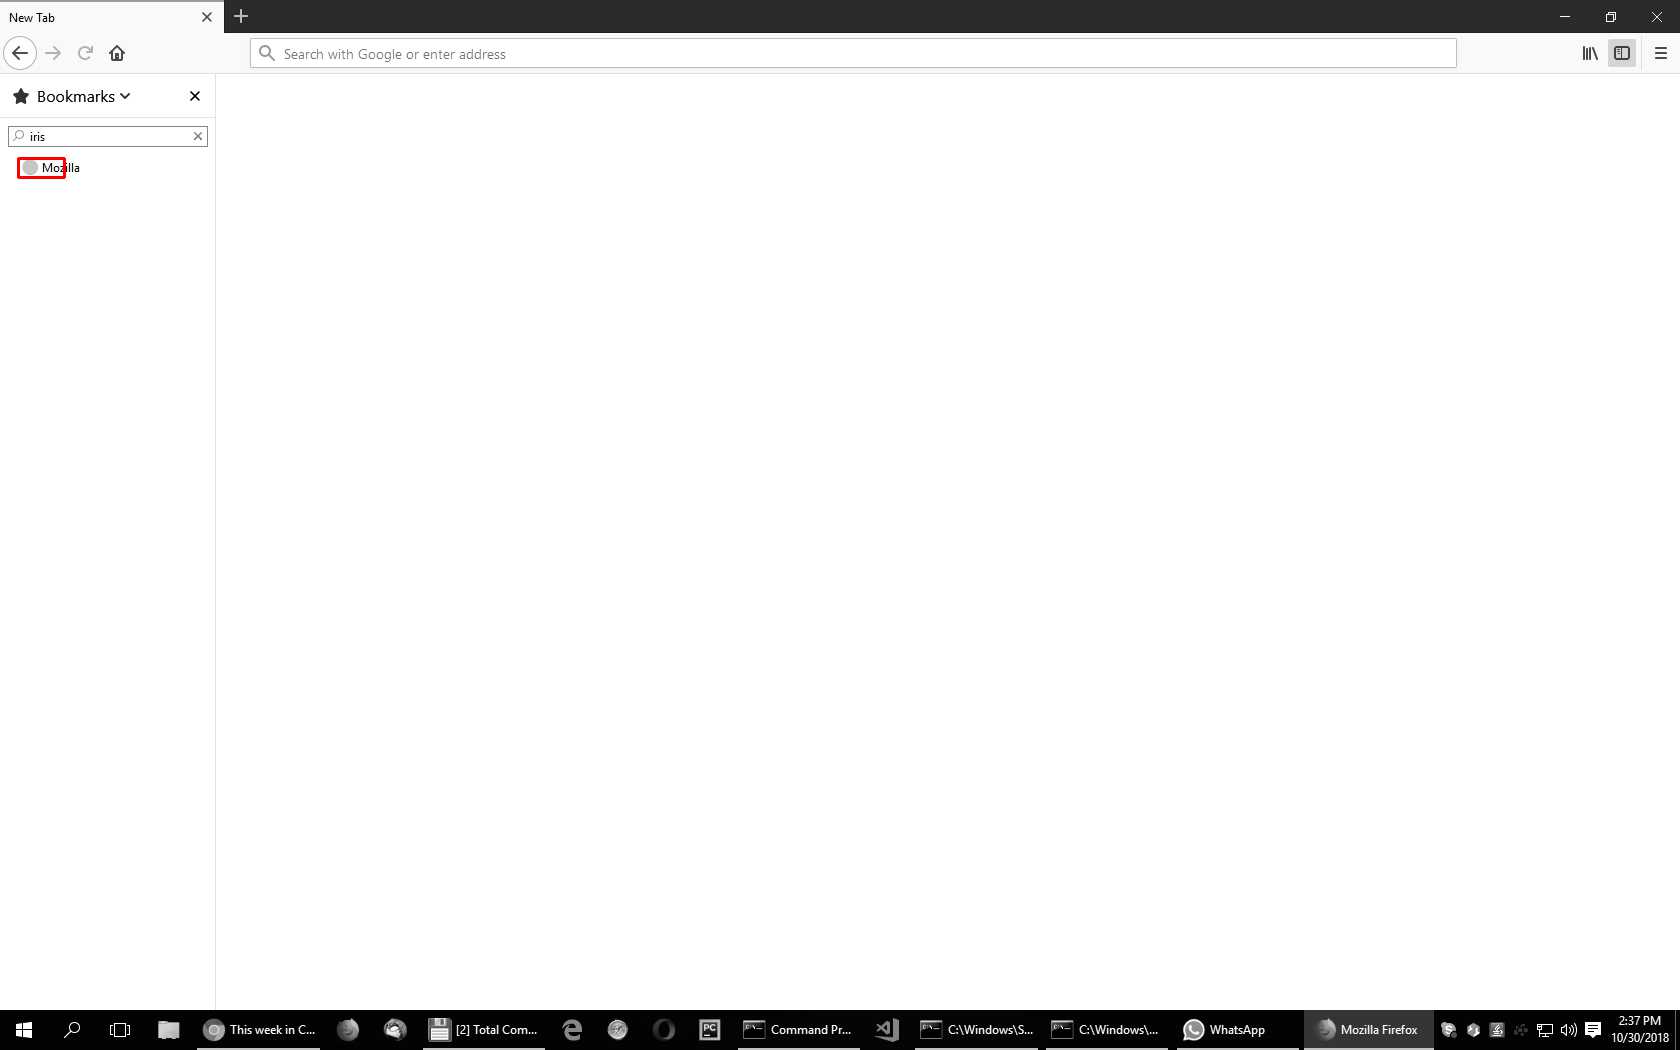 New Tab
Search with Google or enter address
Bookmarks
iris
Mozilla
This week in C...
[2] Total Com...
PC
Command Pr...
C:\Windows\S...
C:\Windows\...
WhatsApp
Mozilla Firefox
2:37 PM
10/30/2018